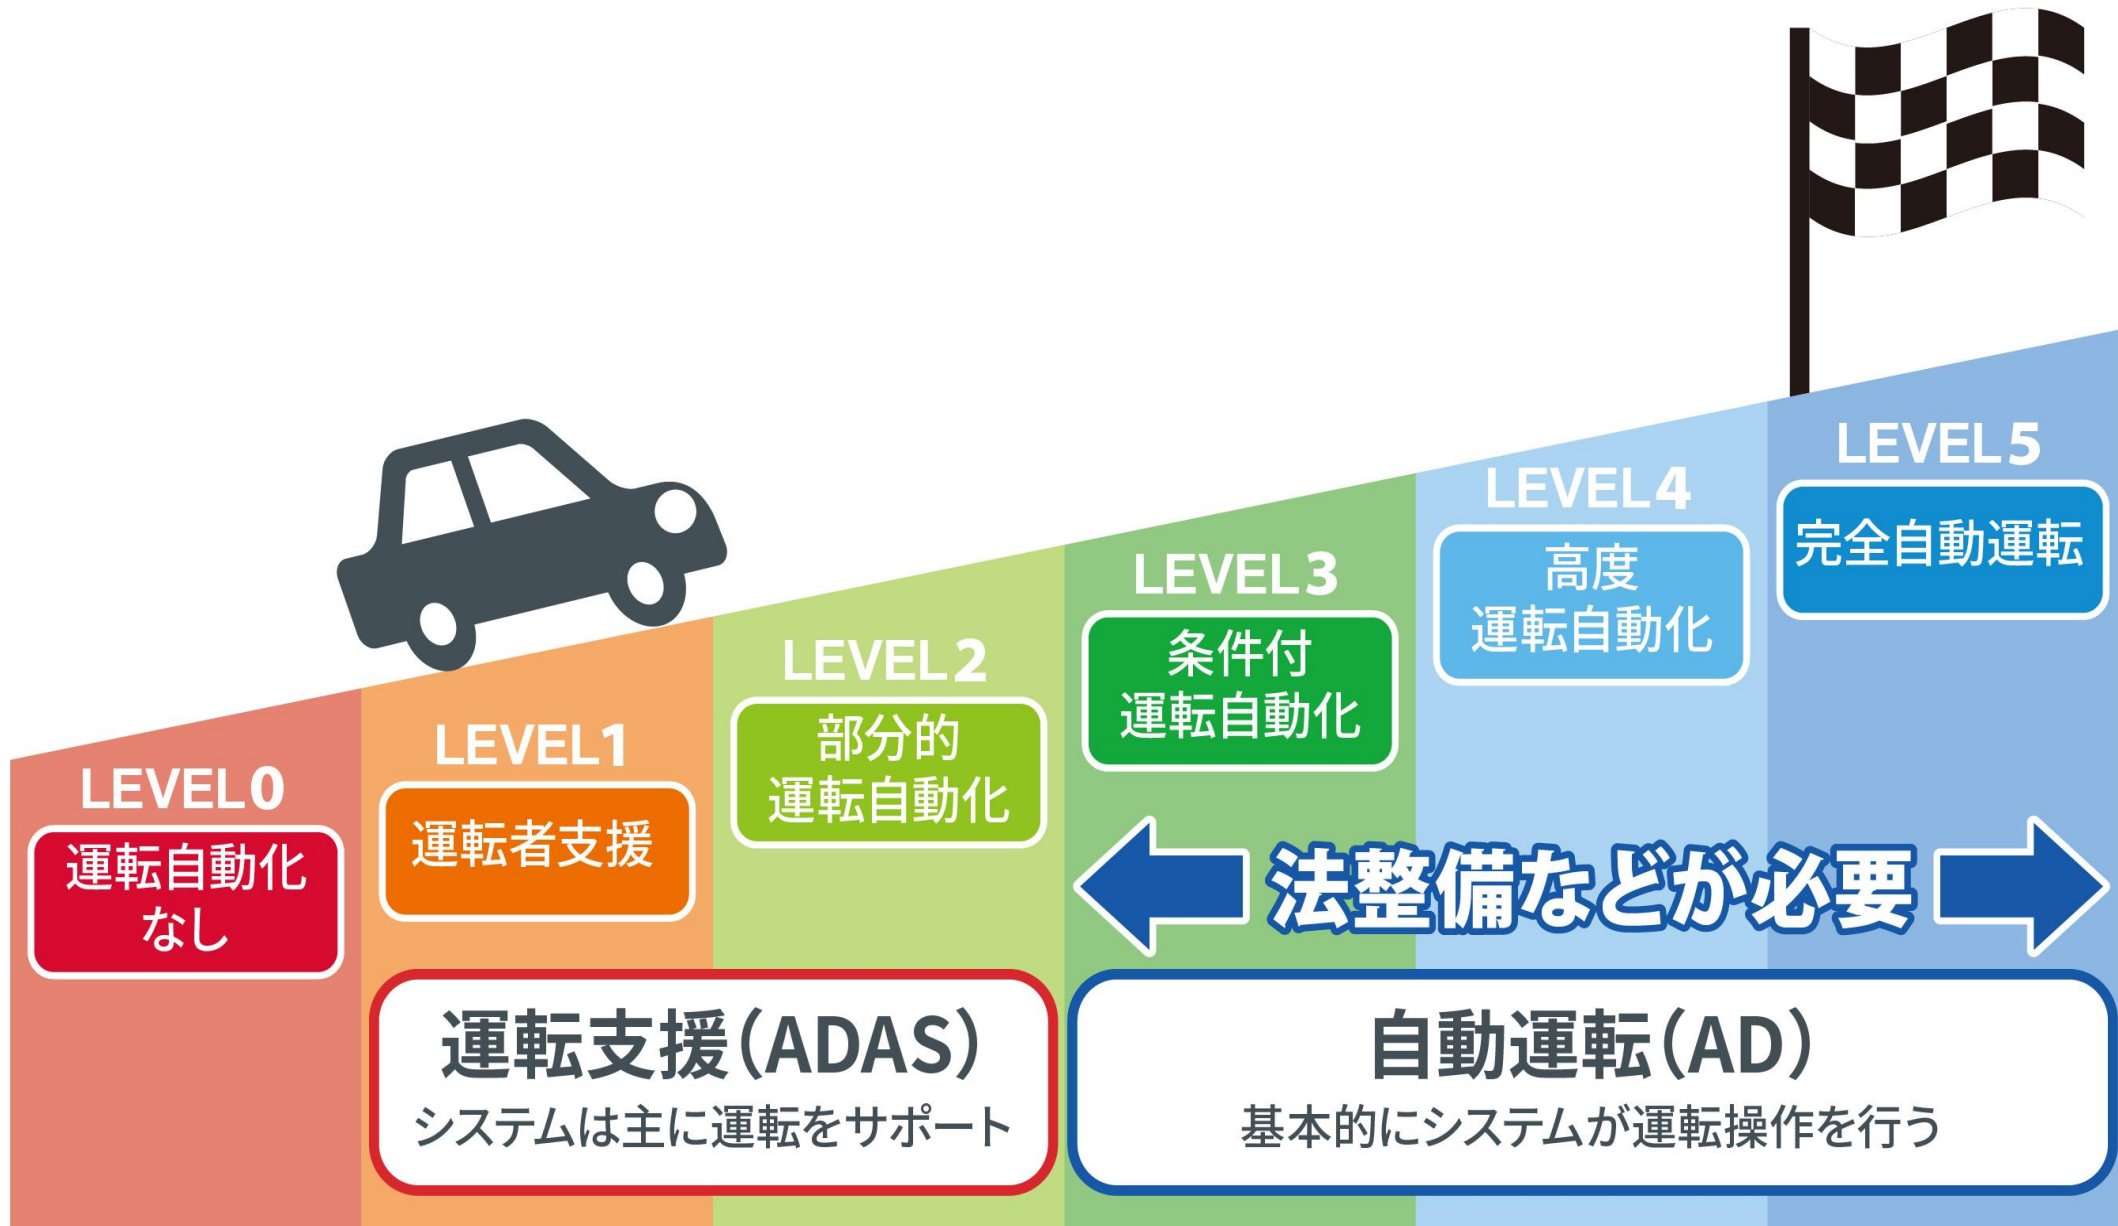 LEVEL0
運転自動化
なし
LEVEL1
運転者支援
LEVEL2
部分的
運転自動化
LEVEL3
条件付
運転自動化
LEVEL4
高度
運転自動化
LEVEL5
完全自動運転
法整備などが必要
運転支援(ADAS)
システムは主に運転をサポート
自動運転(AD)
基本的にシステムが運転操作を行う